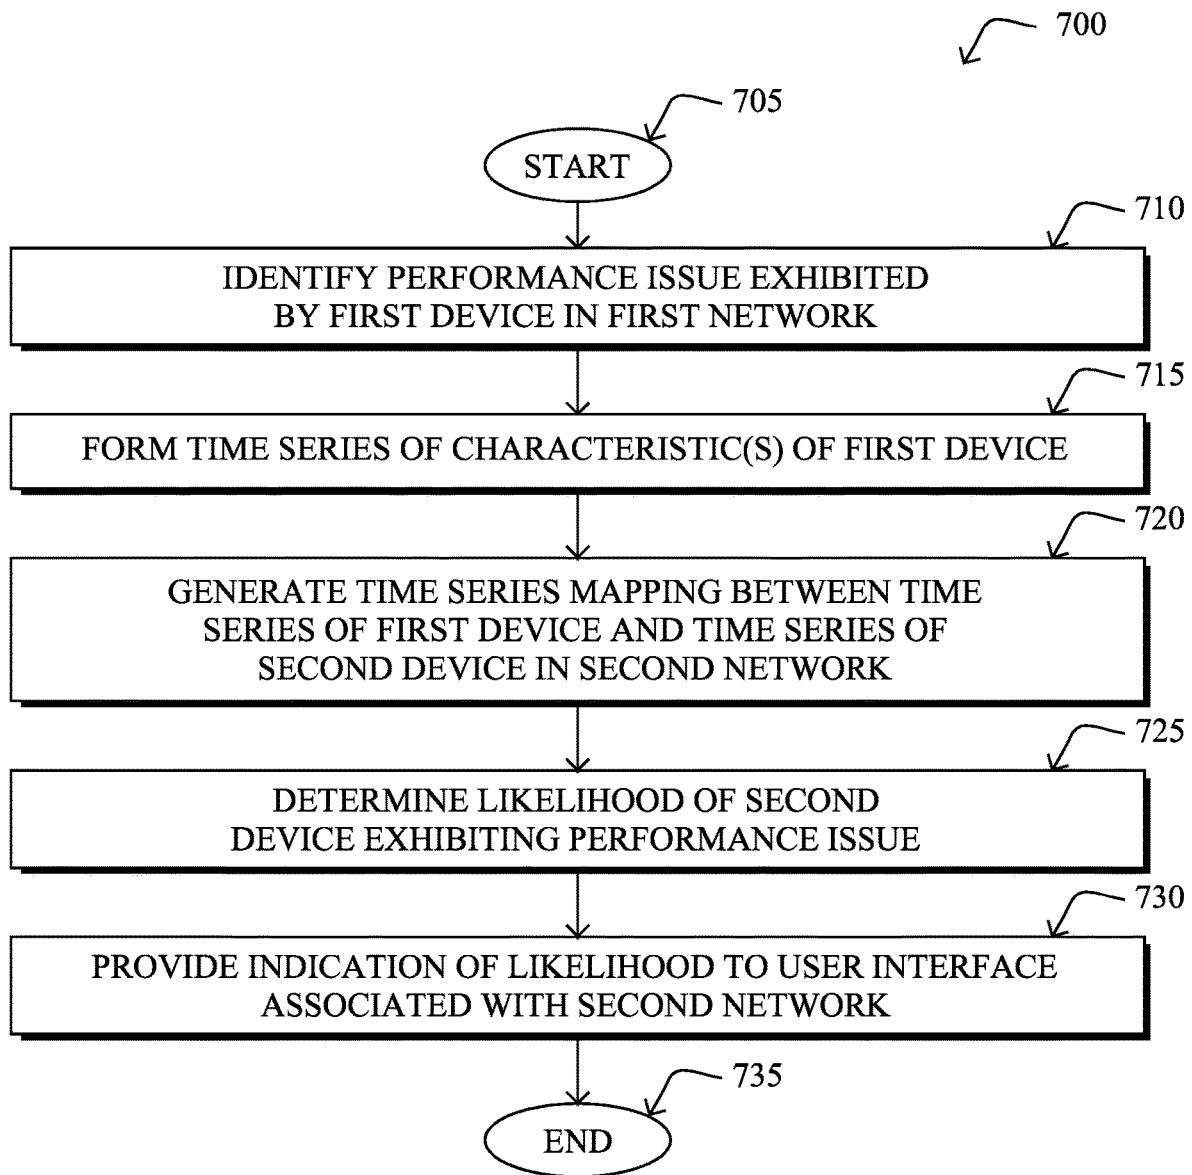 700
705
START
710
IDENTIFY PERFORMANCE ISSUE EXHIBITED
BY FIRST DEVICE IN FIRST NETWORK
715
FORM TIME SERIES OF CHARACTERISTIC(S) OF FIRST DEVICE
720
GENERATE TIME SERIES MAPPING BETWEEN TIME
SERIES OF FIRST DEVICE AND TIME SERIES OF
SECOND DEVICE IN SECOND NETWORK
725
DETERMINE LIKELIHOOD OF SECOND
DEVICE EXHIBITING PERFORMANCE ISSUE
730
PROVIDE INDICATION OF LIKELIHOOD TO USER INTERFACE
ASSOCIATED WITH SECOND NETWORK
735
END